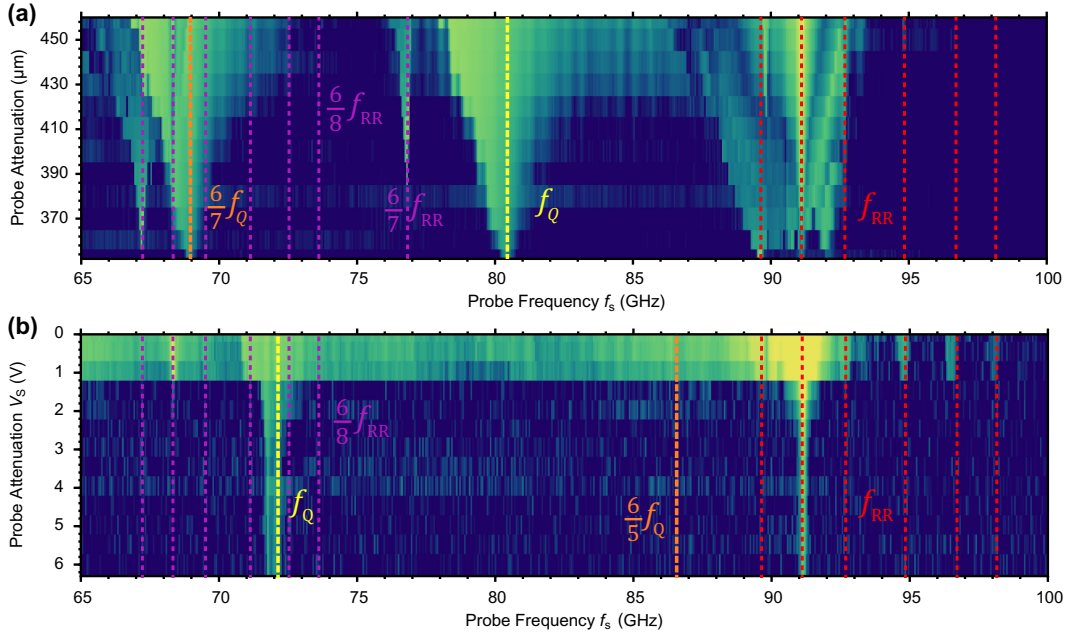 (a)
Probe Attenuation (μm)
450
430
410
390
370
6/8 f_RR
6/7 f_Q
6/7 f_RR
f_Q
f_RR
65 70 75 80 85 90 95 100
Probe Frequency f_s (GHz)
(b)
Probe Attenuation V_S (V)
0
1
2
3
4
5
6
6/8 f_RR
f_Q
6/5 f_Q
f_RR
65 70 75 80 85 90 95 100
Probe Frequency f_s (GHz)